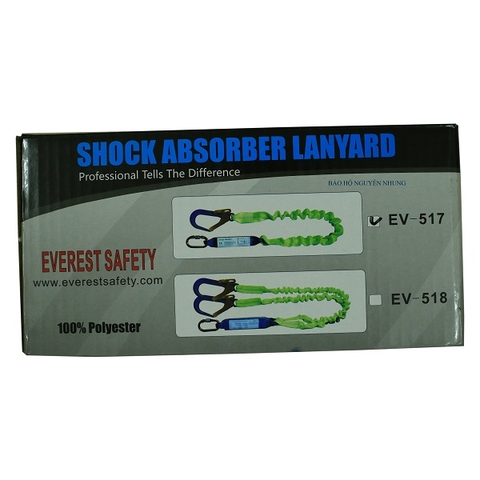 SHOCK ABSORBER LANYARD
Professional Tells The Difference
BẢO HỘ NGUYÊN NHUNG
EV-517
EVEREST SAFETY
www.everestsafety.com
EV-518
100% Polyester